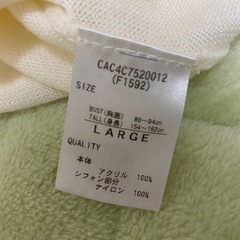 CAC4C7520012
(F1592)
SIZE
BUST(胸囲) 86~94cm
TALL(身長) 154~162cm
LARGE
QUALITY
本体
アクリル 100%
シフォン部分
ナイロン 100%